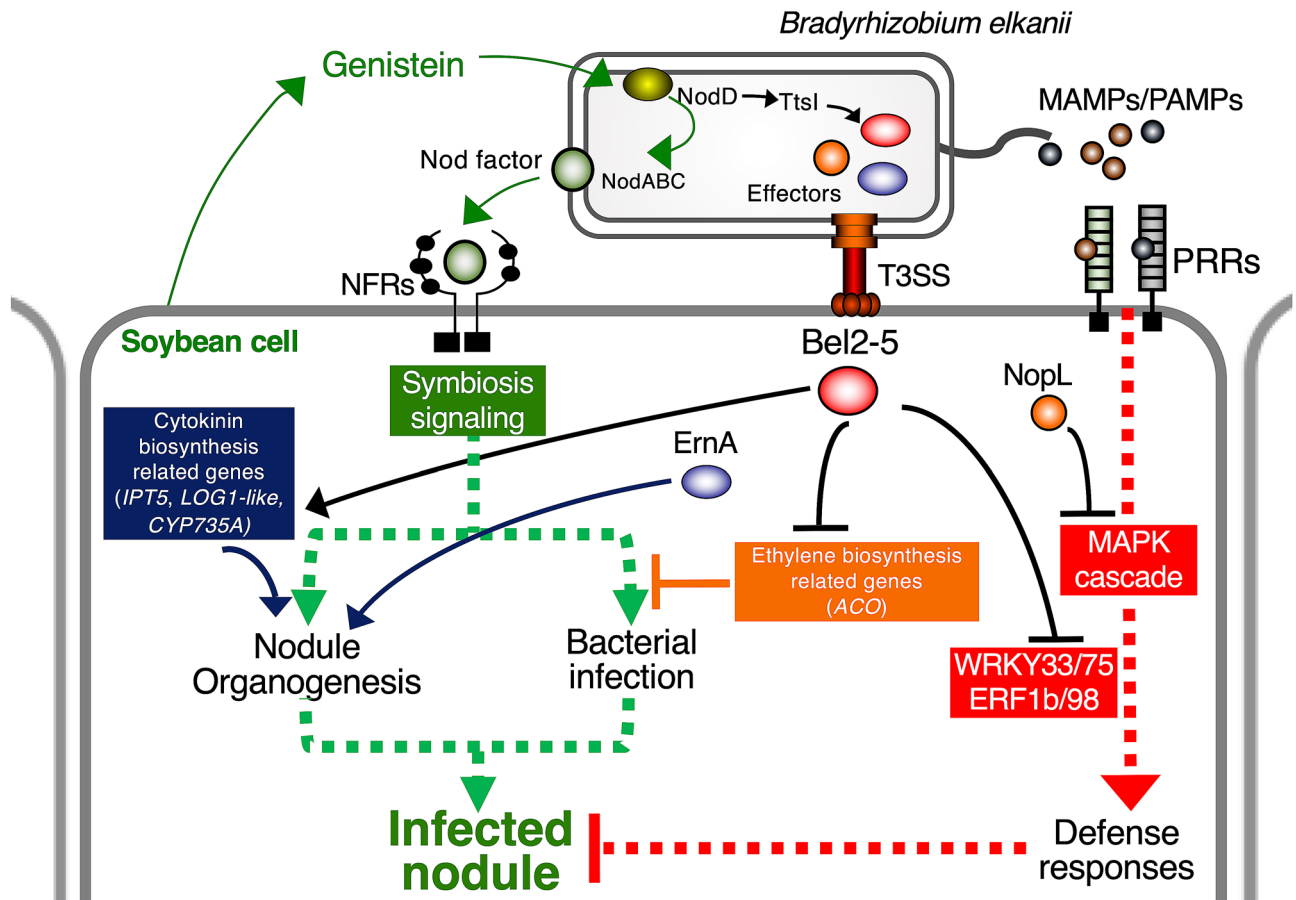 Bradyrhizobium elkanii
Genistein
NodD
TtsI
MAMPs/PAMPs
Nod factor
NodABC
Effectors
NFRs
T3SS
PRRs
Soybean cell
Bel2-5
Symbiosis
signaling
NopL
Cytokinin
biosynthesis
related genes
(IPT5, LOG1-like,
CYP735A)
ErnA
Ethylene biosynthesis
related genes
(ACO)
MAPK
cascade
Nodule
Organogenesis
Bacterial
infection
WRKY33/75
ERF1b/98
Infected
nodule
Defense
responses